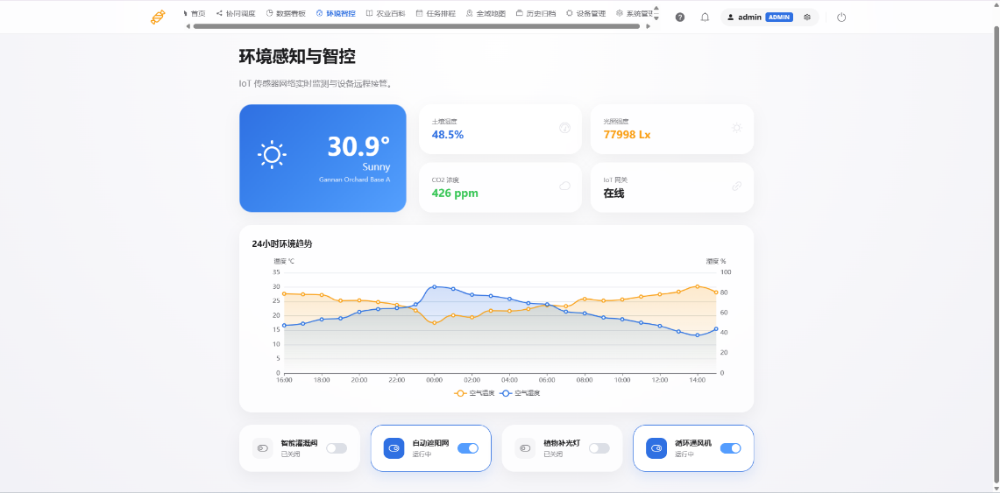 首页 协同调度 数据看板 环境智控 农业百科 任务排程 全域地图 历史归档 设备管理 系统管理 admin ADMIN
环境感知与智控
IoT 传感器网络实时监测与设备远程接管。
30.9°
Sunny
Gannan Orchard Base A
土壤湿度
48.5%
光照强度
77998 Lx
CO2 浓度
426 ppm
IoT 网关
在线
24小时环境趋势
温度 ℃ 湿度 %
35 100
30
25 80
20 60
15 40
10
5 20
0 0
16:00 18:00 20:00 22:00 00:00 02:00 04:00 06:00 08:00 10:00 12:00 14:00
空气温度 空气湿度
智能灌溉阀
已关闭
自动遮阳网
运行中
植物补光灯
已关闭
循环通风机
运行中